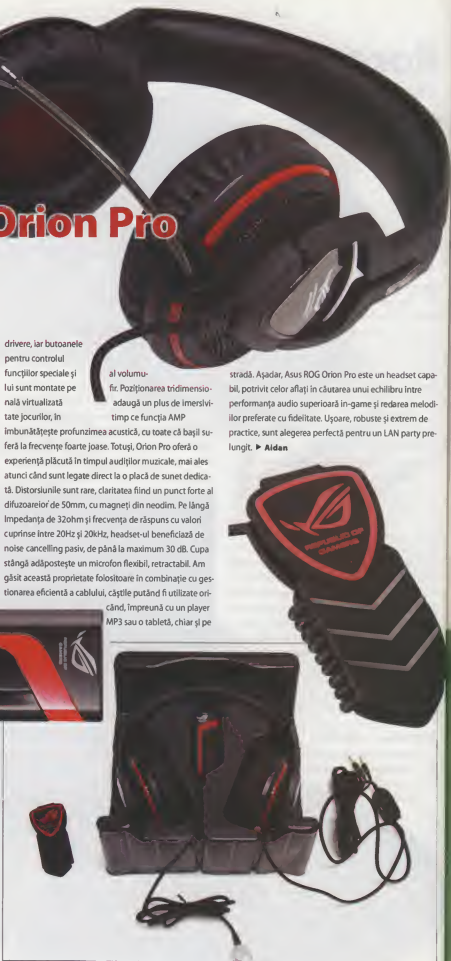 Orion Pro
drivere, iar butoanele
pentru controlul
funcțiilor speciale și
lui sunt montate pe
nală virtualizată
tate jocurilor, în
al volumu-
fir. Poziționarea tridimensio-
adaugă un plus de imersivi-
timp ce funcția AMP
îmbunătățește profunzimea acustică, cu toate că bașii su-
feră la frecvențe foarte joase. Totuși, Orion Pro oferă o
experiență plăcută în timpul audițiilor muzicale, mai ales
atunci când sunt legate direct la o placă de sunet dedica-
tă. Distorsiunile sunt rare, claritatea fiind un punct forte al
difuzoarelor de 50mm, cu magneți din neodim. Pe lângă
impedanța de 32ohm și frecvența de răspuns cu valori
cuprinse între 20Hz și 20kHz, headset-ul beneficiază de
noise cancelling pasiv, de până la maximum 30 dB. Cupa
stângă adăpostește un microfon flexibil, retractabil. Am
găsit această proprietate folositoare în combinație cu ges-
tionarea eficientă a cablului, căștile putând fi utilizate ori-
când, împreună cu un player
MP3 sau o tabletă, chiar și pe
stradă. Așadar, Asus ROG Orion Pro este un headset capa-
bil, potrivit celor aflați în căutarea unui echilibru între
performanța audio superioară in-game și redarea melodi-
ilor preferate cu fidelitate. Ușoare, robuste și extrem de
practice, sunt alegerea perfectă pentru un LAN party pre-
lungit. ► Aidan
REPUBLIC OF
GAMERS
REPUBLIC OF
GAMERS